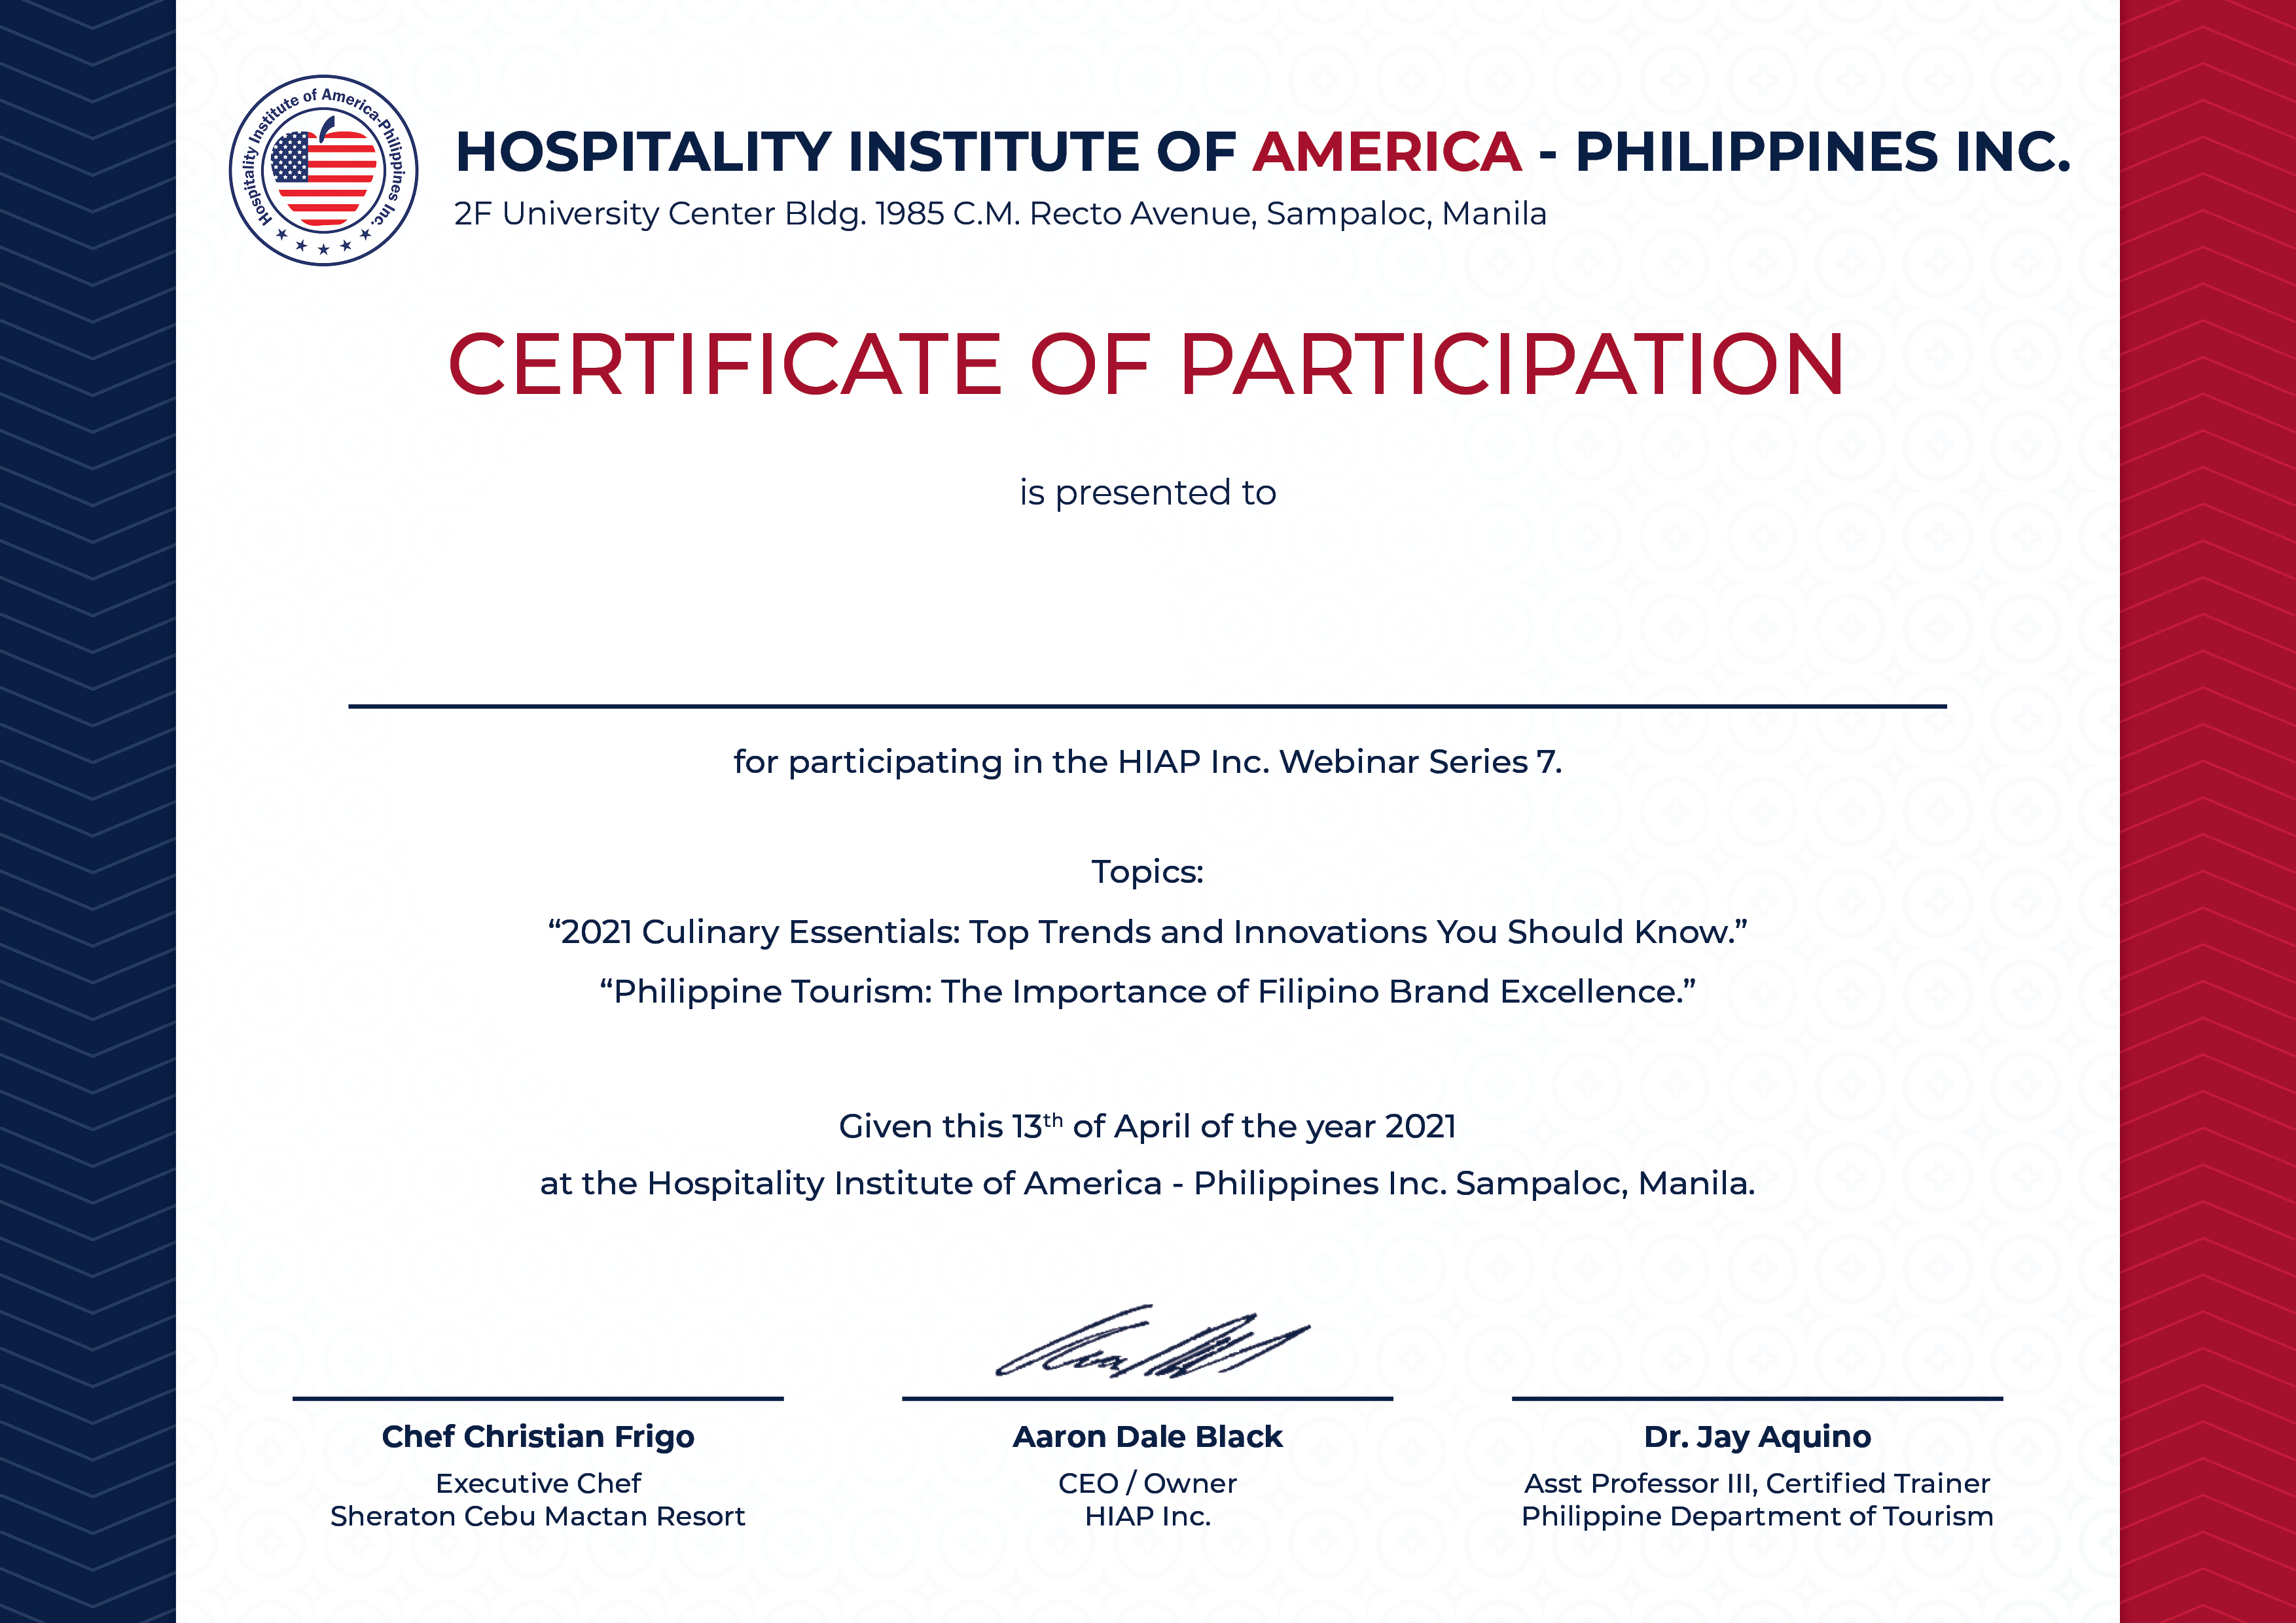 Hospitality Institute of America-Philippines Inc.
HOSPITALITY INSTITUTE OF AMERICA - PHILIPPINES INC.
2F University Center Bldg. 1985 C.M. Recto Avenue, Sampaloc, Manila
CERTIFICATE OF PARTICIPATION
is presented to
for participating in the HIAP Inc. Webinar Series 7.
Topics:
“2021 Culinary Essentials: Top Trends and Innovations You Should Know.”
“Philippine Tourism: The Importance of Filipino Brand Excellence.”
Given this 13th of April of the year 2021
at the Hospitality Institute of America - Philippines Inc. Sampaloc, Manila.
Chef Christian Frigo
Executive Chef
Sheraton Cebu Mactan Resort
Aaron Dale Black
CEO / Owner
HIAP Inc.
Dr. Jay Aquino
Asst Professor III, Certified Trainer
Philippine Department of Tourism